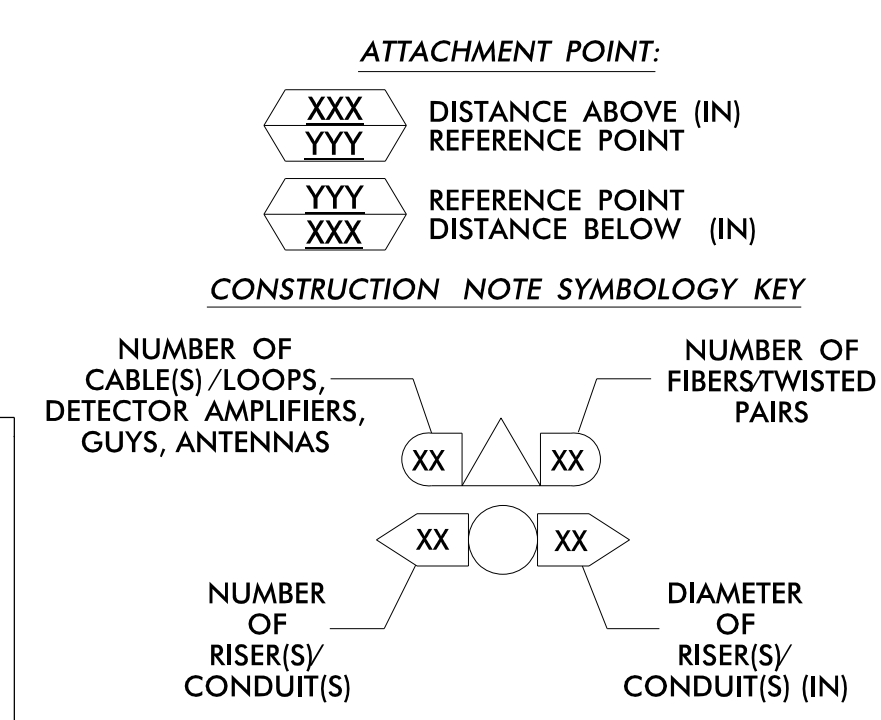 ATTACHMENT POINT:
XXX
YYY
DISTANCE ABOVE (IN)
REFERENCE POINT
YYY
XXX
REFERENCE POINT
DISTANCE BELOW (IN)
CONSTRUCTION NOTE SYMBOLOGY KEY
NUMBER OF
CABLE(S)/LOOPS,
DETECTOR AMPLIFIERS,
GUYS, ANTENNAS
NUMBER OF
FIBERS/TWISTED
PAIRS
XX
XX
XX
XX
NUMBER
OF
RISER(S)/
CONDUIT(S)
DIAMETER
OF
RISER(S)/
CONDUIT(S) (IN)